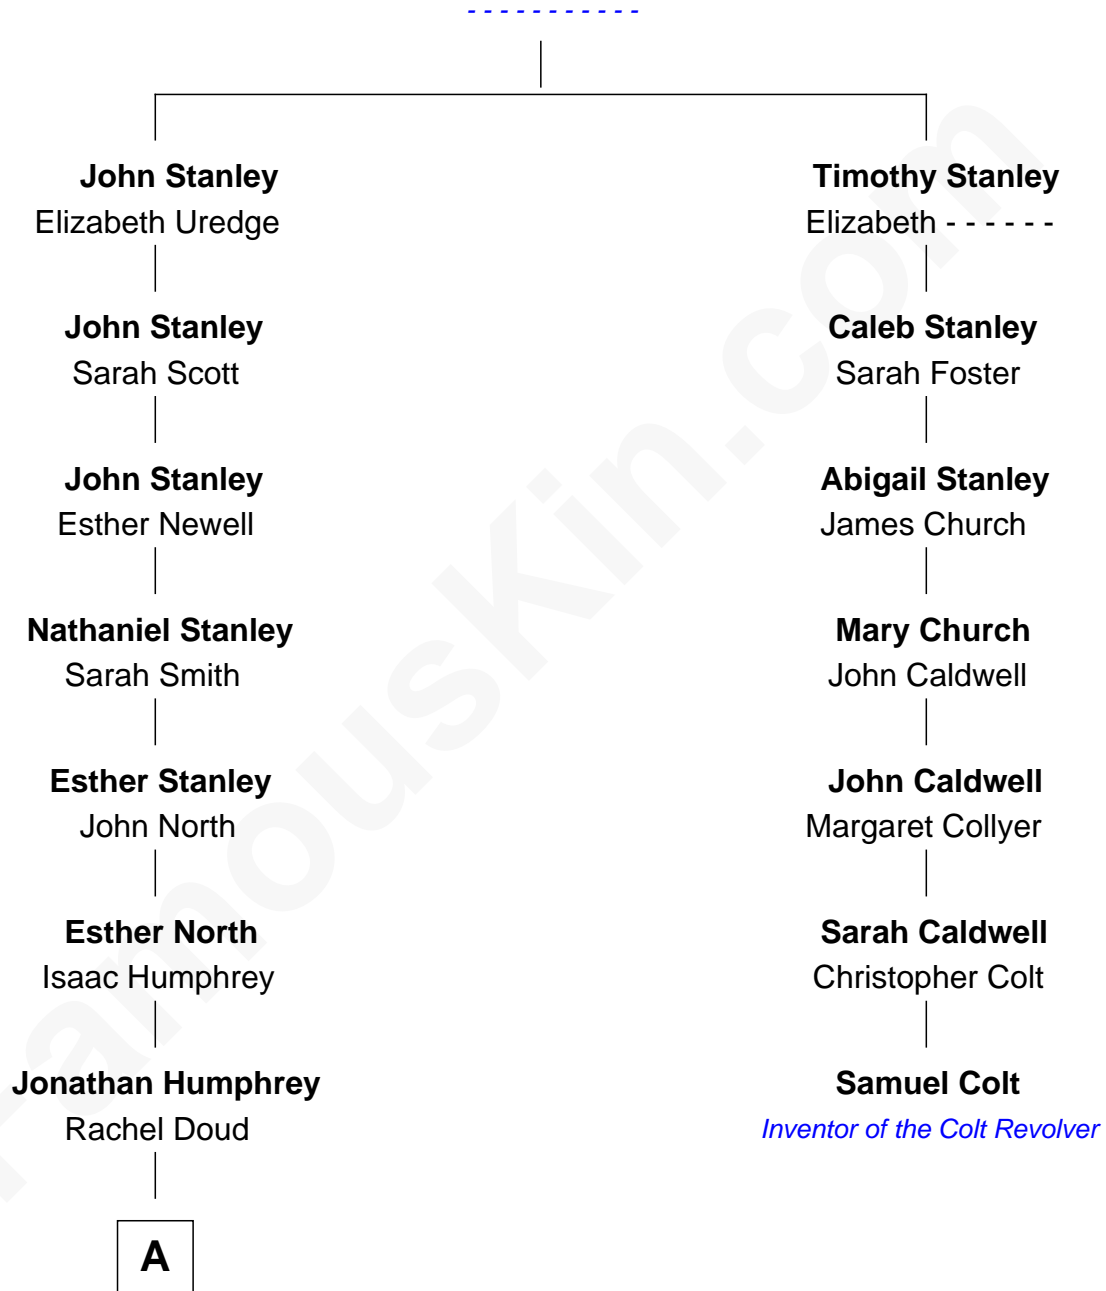 - - - - - - - - - - -
John Stanley
Elizabeth Uredge
John Stanley
Sarah Scott
John Stanley
Esther Newell
Nathaniel Stanley
Sarah Smith
Esther Stanley
John North
Esther North
Isaac Humphrey
Jonathan Humphrey
Rachel Doud
A
Timothy Stanley
Elizabeth - - - - - -
Caleb Stanley
Sarah Foster
Abigail Stanley
James Church
Mary Church
John Caldwell
John Caldwell
Margaret Collyer
Sarah Caldwell
Christopher Colt
Samuel Colt
Inventor of the Colt Revolver
FamousKin.com